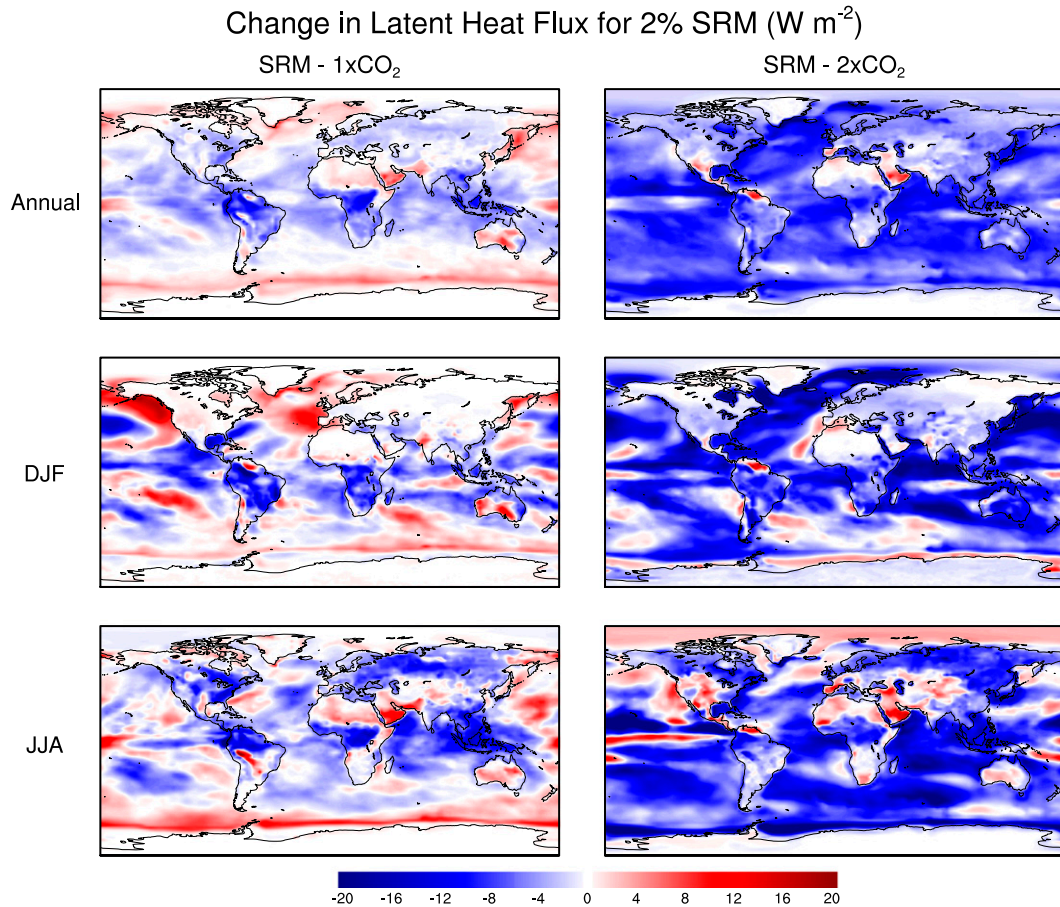 Change in Latent Heat Flux for 2% SRM (W m⁻²)
SRM - 1xCO₂
SRM - 2xCO₂
Annual
DJF
JJA
-20 -16 -12 -8 -4 0 4 8 12 16 20